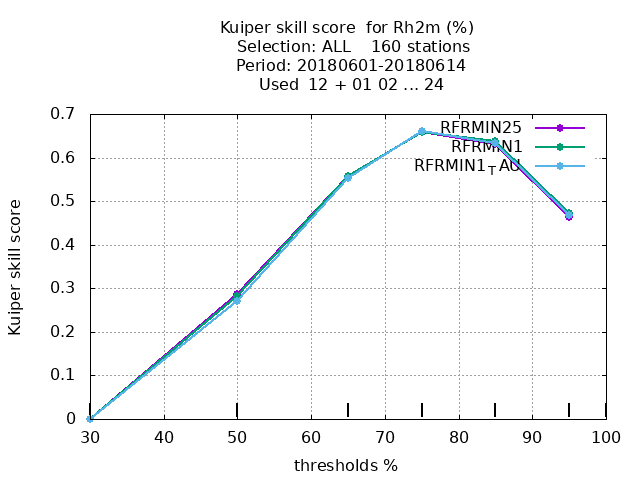 Kuiper skill score  for Rh2m (%)
Selection: ALL    160 stations
Period: 20180601-20180614
Used  12 + 01 02 ... 24
RFRMIN25
RFRMIN1
RFRMIN1TAU
0.7
0.6
0.5
0.4
0.3
0.2
0.1
0
Kuiper skill score
30 40 50 60 70 80 90 100
thresholds %